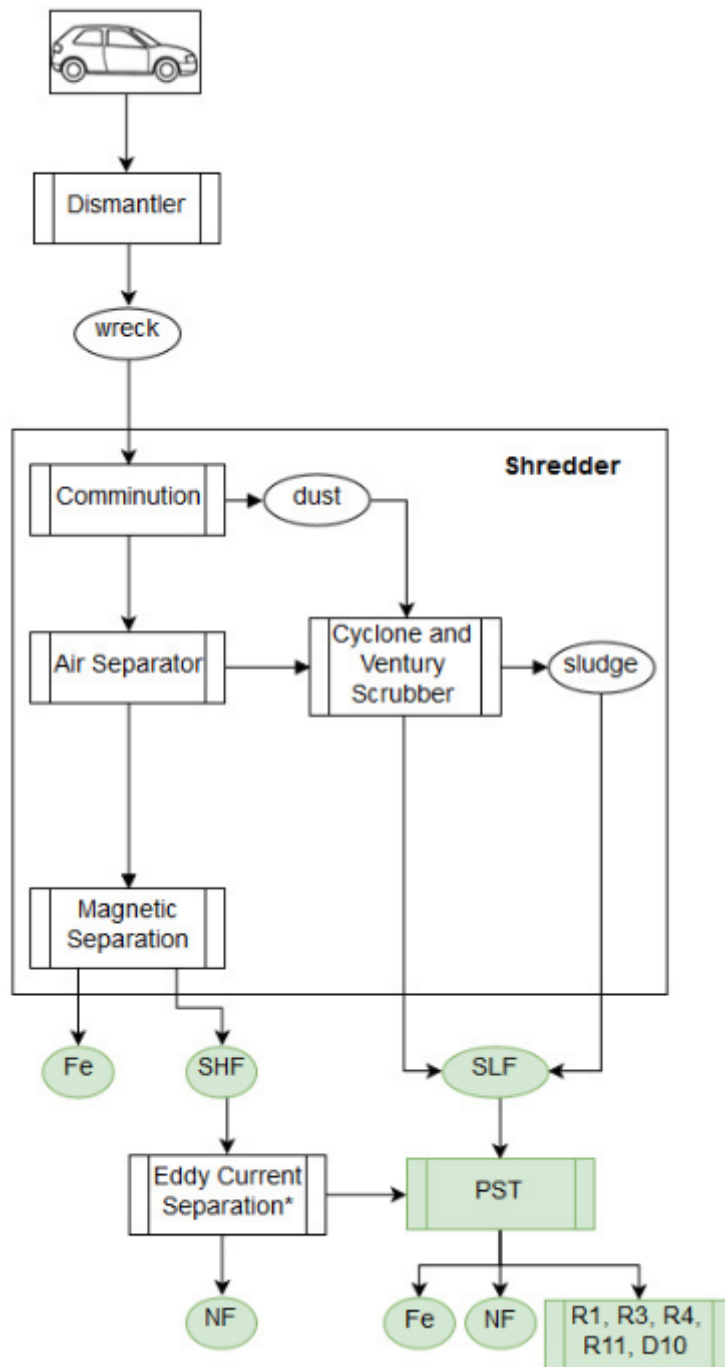 Dismantler
wreck
Shredder
Comminution
dust
Air Separator
Cyclone and
Ventury
Scrubber
sludge
Magnetic
Separation
Fe
SHF
SLF
Eddy Current
Separation*
PST
NF
Fe
NF
R1, R3, R4,
R11, D10